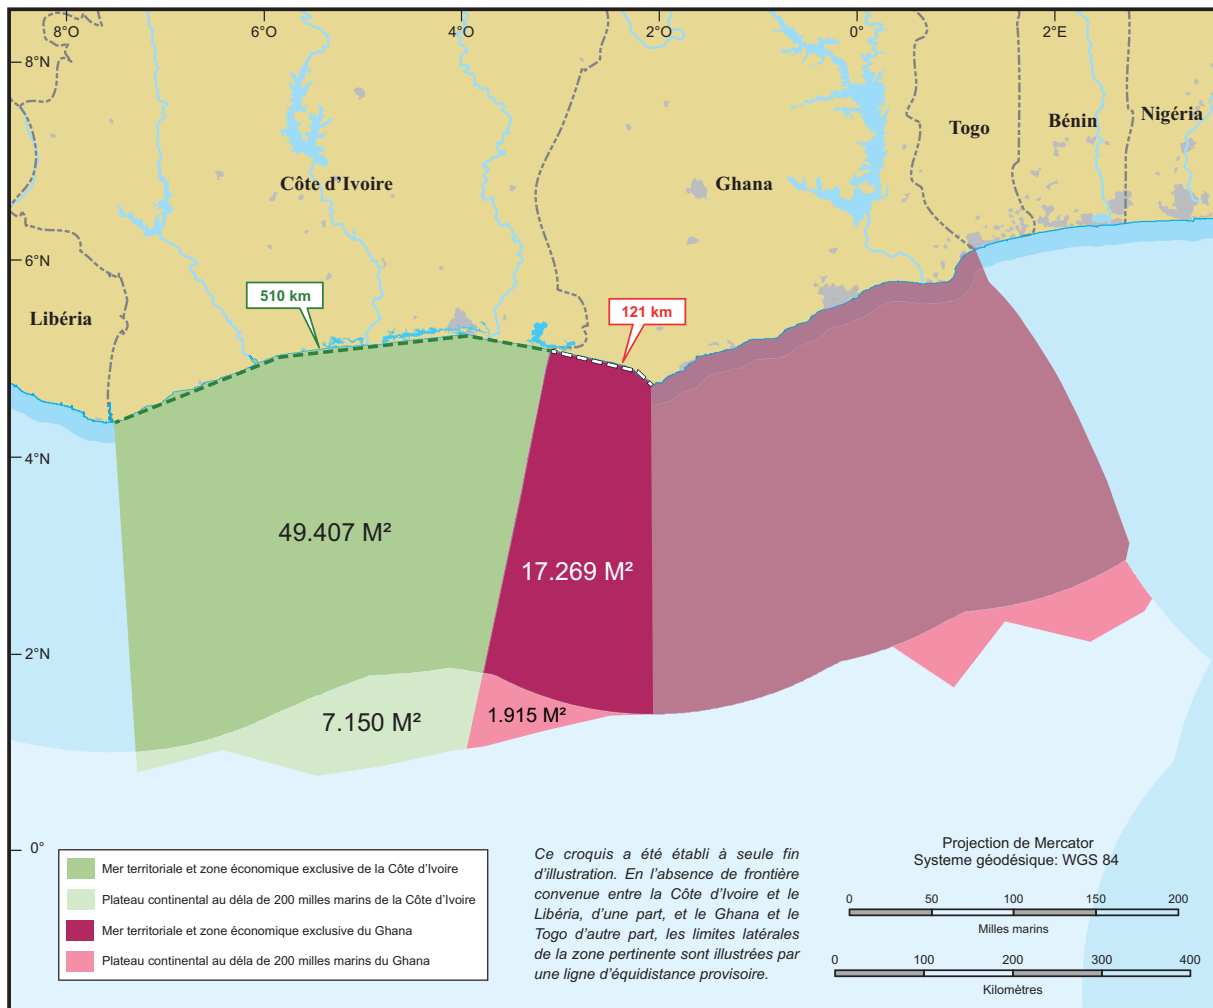 8°O 6°O 4°O 2°O 0° 2°E
8°N
Togo
Bénin
Nigéria
Côte d'Ivoire
Ghana
6°N
510 km
121 km
Libéria
4°N
49.407 M²
17.269 M²
2°N
7.150 M²
1.915 M²
0°
Mer territoriale et zone économique exclusive de la Côte d'Ivoire
Plateau continental au déla de 200 milles marins de la Côte d'Ivoire
Mer territoriale et zone économique exclusive du Ghana
Plateau continental au déla de 200 milles marins du Ghana
Ce croquis a été établi à seule fin
d'illustration. En l'absence de frontière
convenue entre la Côte d'Ivoire et le
Libéria, d'une part, et le Ghana et le
Togo d'autre part, les limites latérales
de la zone pertinente sont illustrées par
une ligne d'équidistance provisoire.
Projection de Mercator
Systeme géodésique: WGS 84
0 50 100 150 200
Milles marins
0 100 200 300 400
Kilomètres